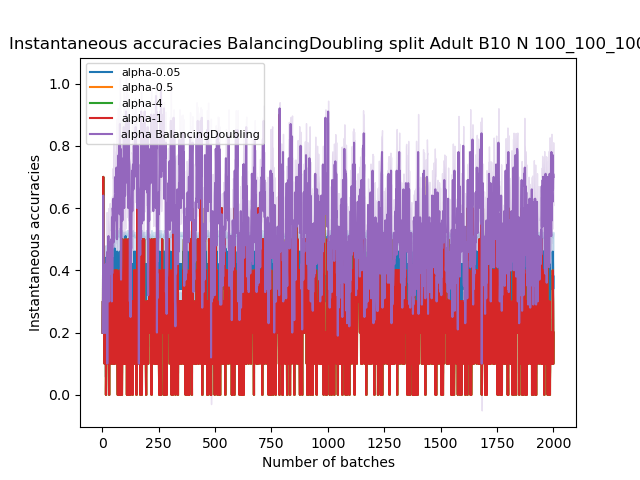 Instantaneous accuracies BalancingDoubling split Adult B10 N 100_100_100
alpha-0.05
alpha-0.5
alpha-4
alpha-1
alpha BalancingDoubling
1.0
0.8
0.6
0.4
0.2
0.0
Instantaneous accuracies
0 250 500 750 1000 1250 1500 1750 2000
Number of batches